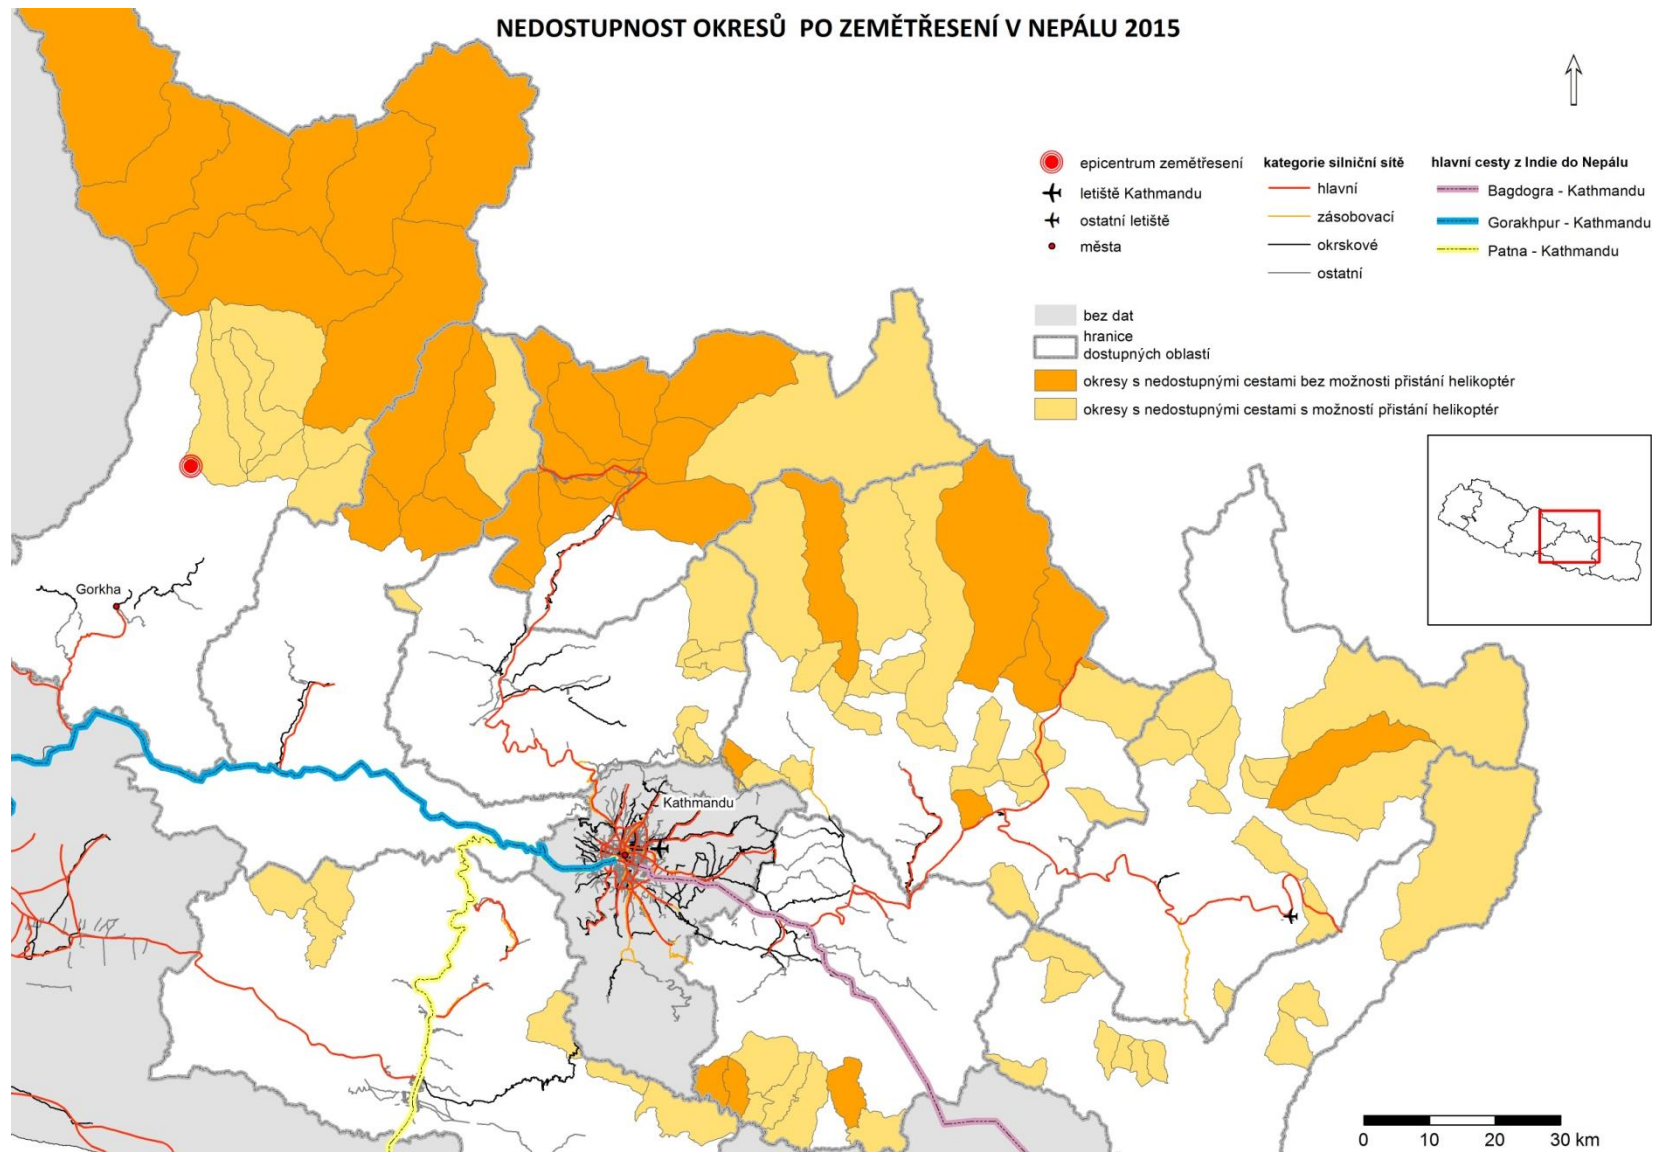 NEDOSTUPNOST OKRESŮ PO ZEMĚTŘESENÍ V NEPÁLU 2015
epicentrum zemětřesení
letiště Kathmandu
ostatní letiště
města
kategorie silniční sítě
hlavní
zásobovací
okrskové
ostatní
hlavní cesty z Indie do Nepálu
Bagdogra - Kathmandu
Gorakhpur - Kathmandu
Patna - Kathmandu
bez dat
hranice
dostupných oblastí
okresy s nedostupnými cestami bez možnosti přistání helikoptér
okresy s nedostupnými cestami s možností přistání helikoptér
Gorkha
Kathmandu
0 10 20 30 km